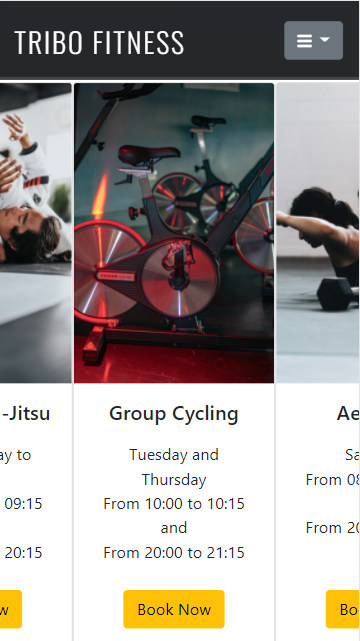 TRIBO FITNESS
-Jitsu
ay to
09:15
20:15
w
Group Cycling
Tuesday and
Thursday
From 10:00 to 10:15
and
From 20:00 to 21:15
Book Now
Ae
Sa
From 08
From 20
Bo